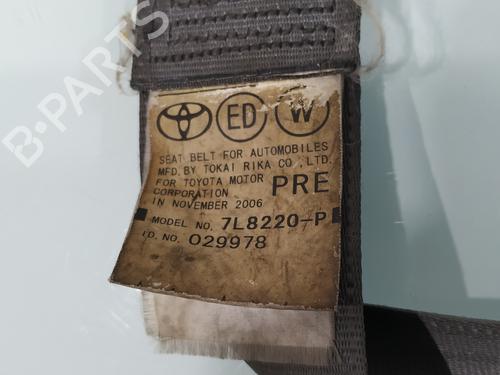 B-PARTS
ED W
SEAT BELT FOR AUTOMOBILES
MFD. BY TOKAI RIKA CO., LTD.
FOR TOYOTA MOTOR
CORPORATION PRE
IN NOVEMBER 2006
MODEL NO. 7L8220-P
I.D. NO. 029978